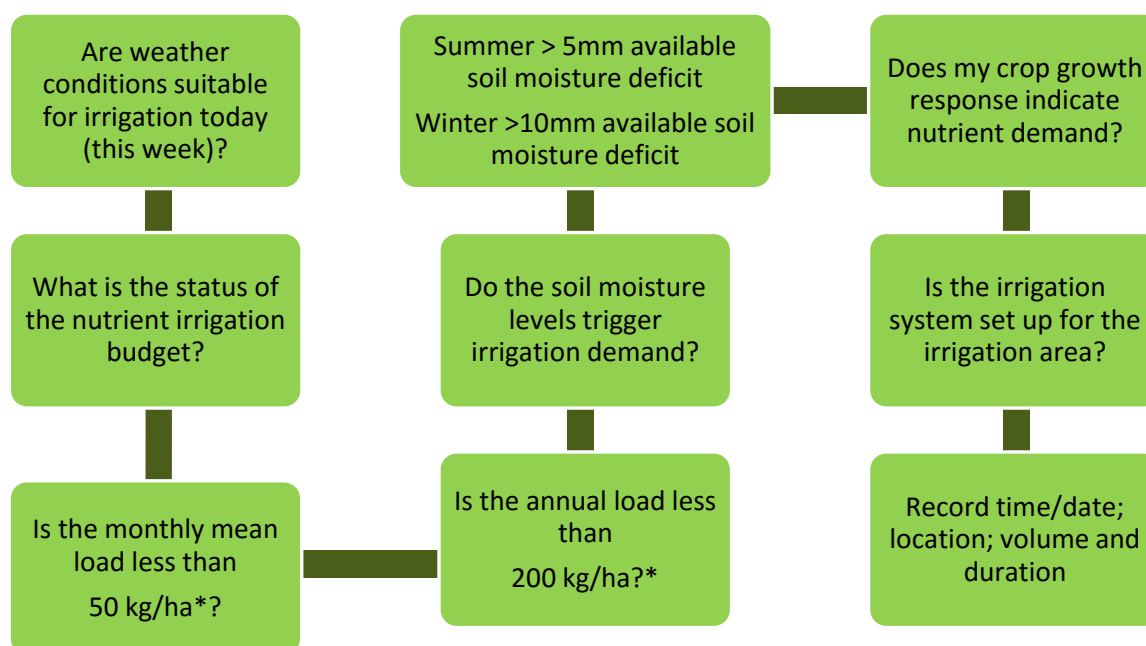 Are weather
conditions suitable
for irrigation today
(this week)?
What is the status of
the nutrient irrigation
budget?
Is the monthly mean
load less than
50 kg/ha*?
Is the annual load less
than
200 kg/ha?*
Do the soil moisture
levels trigger
irrigation demand?
Summer > 5mm available
soil moisture deficit
Winter >10mm available soil
moisture deficit
Does my crop growth
response indicate
nutrient demand?
Is the irrigation
system set up for the
irrigation area?
Record time/date;
location; volume and
duration